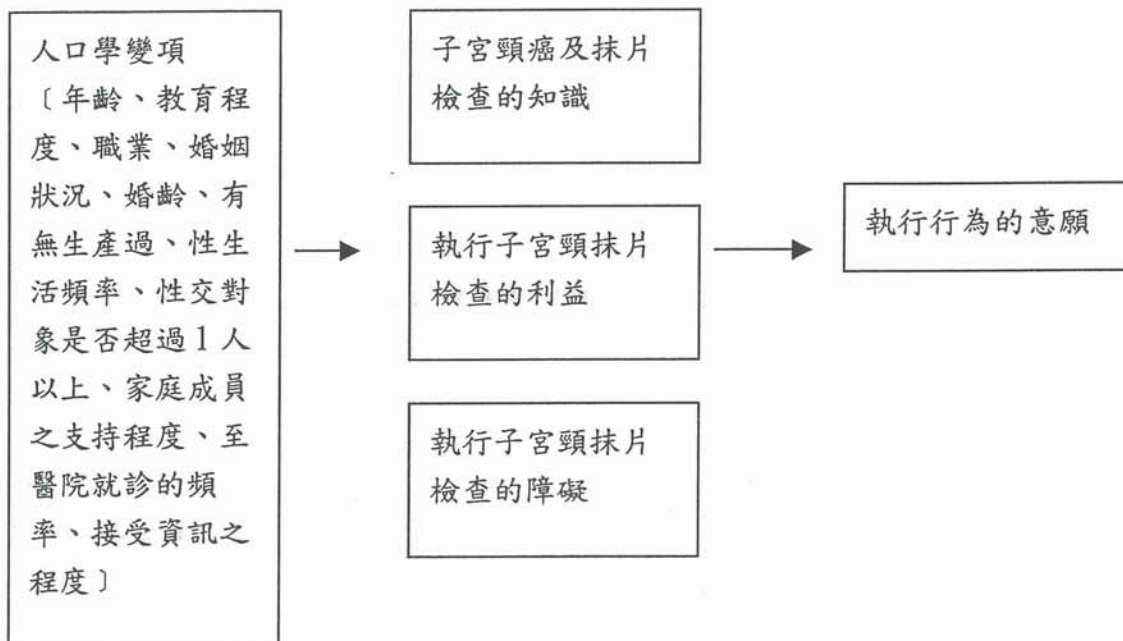 人口學變項
〔年齡、教育程
度、職業、婚姻
狀況、婚齡、有
無生產過、性生
活頻率、性交對
象是否超過1人
以上、家庭成員
之支持程度、至
醫院就診的頻
率、接受資訊之
程度〕
子宮頸癌及抹片
檢查的知識
執行子宮頸抹片
檢查的利益
執行子宮頸抹片
檢查的障礙
執行行為的意願